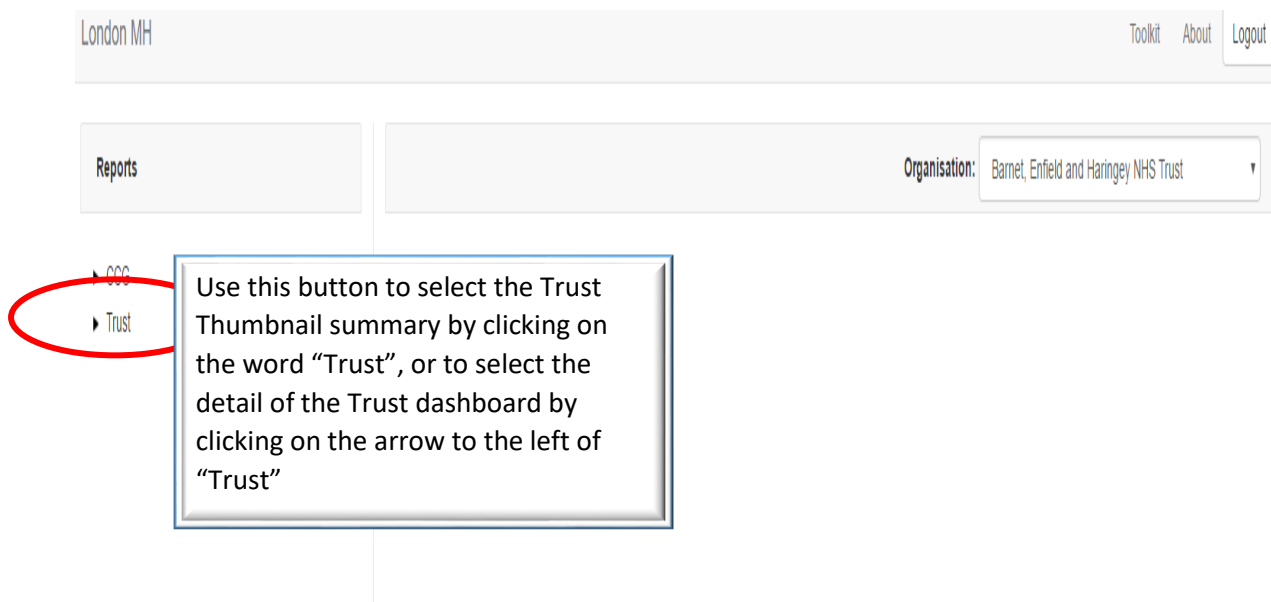 London MH
Toolkit About Logout
Reports
Organisation: Barnet, Enfield and Haringey NHS Trust
CCG
Trust
Use this button to select the Trust
Thumbnail summary by clicking on
the word “Trust”, or to select the
detail of the Trust dashboard by
clicking on the arrow to the left of
“Trust”